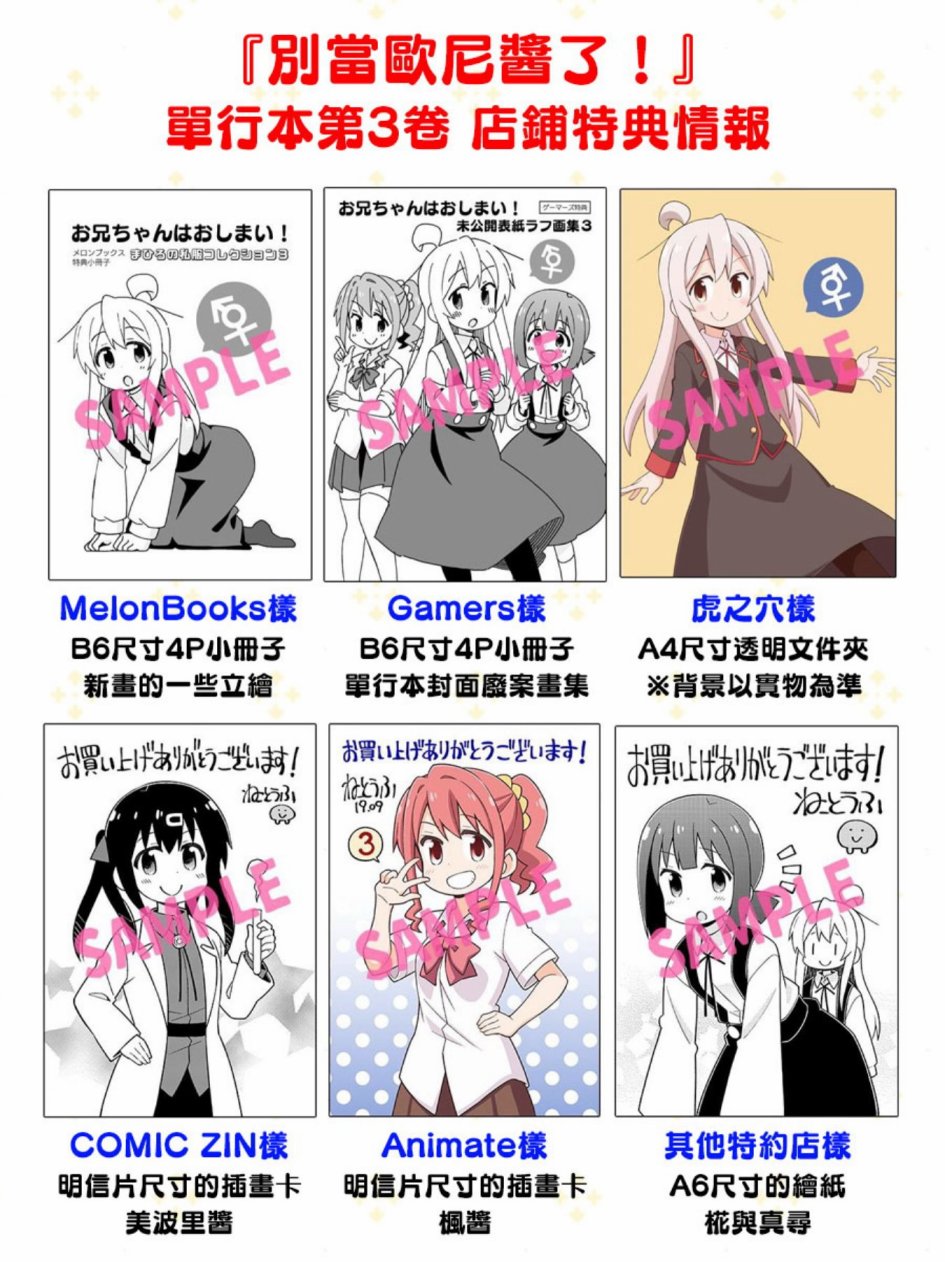 『別當歐尼醬了！』
單行本第3卷 店鋪特典情報
お兄ちゃんはおしまい！
メロンブックス
特典小冊子
まひろの私服コレクション3
SAMPLE
MelonBooks樣
B6尺寸4P小冊子
新畫的一些立繪
お兄ちゃんはおしまい！
ゲーマーズ特典
未公開表紙ラフ画集3
SAMPLE
Gamers樣
B6尺寸4P小冊子
單行本封面廢案畫集
SAMPLE
虎之穴樣
A4尺寸透明文件夾
※背景以實物為準
お買い上げありがとうございます！
ねことうふ
SAMPLE
COMIC ZIN樣
明信片尺寸的插畫卡
美波里醬
お買い上げありがとうございます！
ねことうふ
19.09
3
SAMPLE
Animate樣
明信片尺寸的插畫卡
楓醬
お買い上げありがとうございます！
ねことうふ
SAMPLE
其他特約店樣
A6尺寸的繪紙
椛與真尋